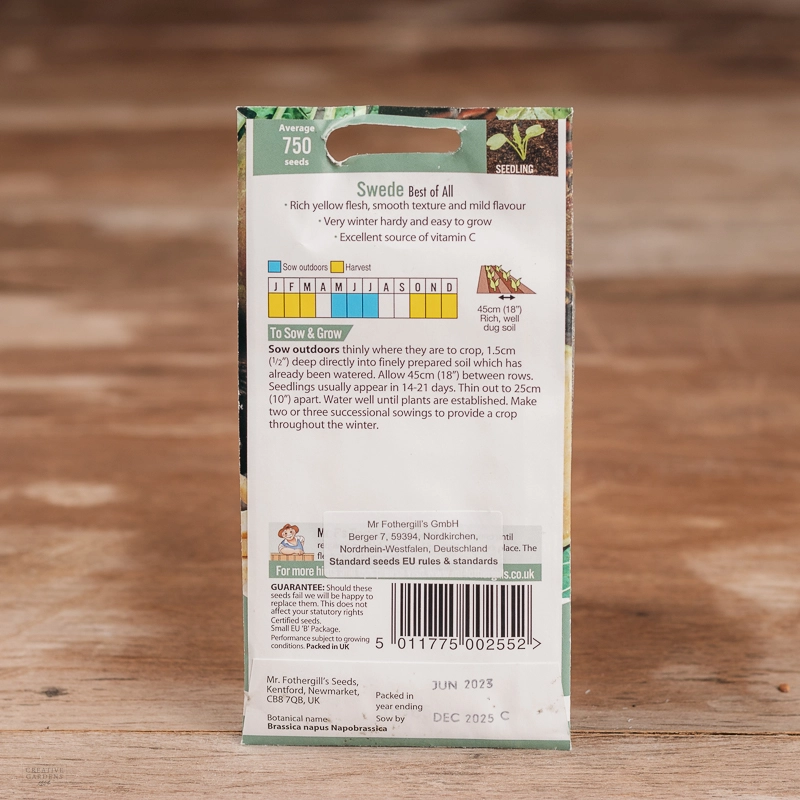 Average
750
seeds
SEEDLING
Swede Best of All
• Rich yellow flesh, smooth texture and mild flavour
• Very winter hardy and easy to grow
• Excellent source of vitamin C
Sow outdoors Harvest
J F M A M J J A S O N D
45cm (18")
Rich, well
dug soil
To Sow & Grow
Sow outdoors thinly where they are to crop, 1.5cm
(½") deep directly into finely prepared soil which has
already been watered. Allow 45cm (18") between rows.
Seedlings usually appear in 14-21 days. Thin out to 25cm
(10") apart. Water well until plants are established. Make
two or three successional sowings to provide a crop
throughout the winter.
Mr Fothergill's GmbH
Berger 7, 59394, Nordkirchen,
Nordrhein-Westfalen, Deutschland
Standard seeds EU rules & standards
For more
.co.uk
GUARANTEE: Should these
seeds fail we will be happy to
replace them. This does not
affect your statutory rights
Certified seeds.
Small EU 'B' Package.
Performance subject to growing
conditions. Packed in UK
5 011775 002552 >
Mr. Fothergill's Seeds,
Kentford, Newmarket,
CB8 7QB, UK
Botanical name
Brassica napus Napobrassica
Packed in
year ending
JUN 2023
Sow by
DEC 2025 C
CREATIVE
GARDENS